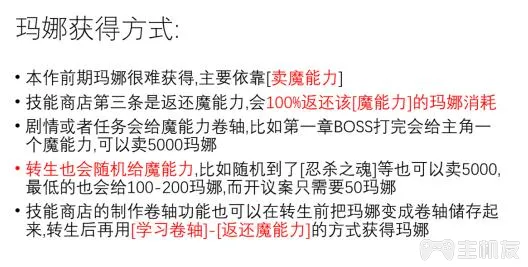 玛娜获得方式:
• 本作前期玛娜很难获得,主要依靠[卖魔能力]
• 技能商店第三条是返还魔能力,会100%返还该[魔能力]的玛娜消耗
• 剧情或者任务会给魔能力卷轴,比如第一章BOSS打完会给主角一
个魔能力,可以卖5000玛娜
• 转生也会随机给魔能力,比如随机到了[忍杀之魂]等也可以卖5000,
最低的也会给100-200玛娜,而开议案只需要50玛娜
• 技能商店的制作卷轴功能也可以在转生前把玛娜变成卷轴储存起
来,转生后再用[学习卷轴]-[返还魔能力]的方式获得玛娜
主机友